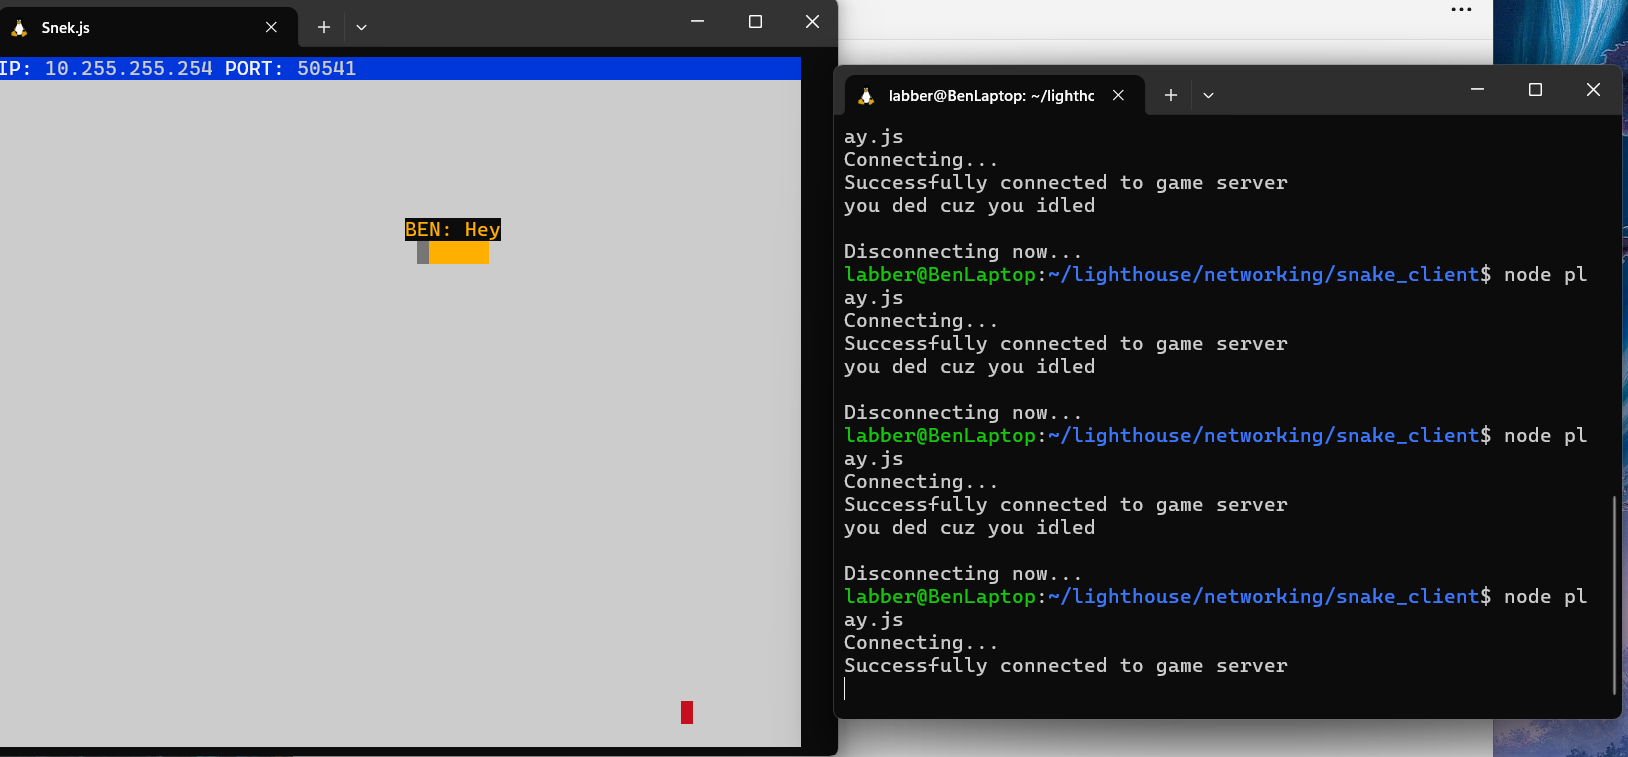 Snek.js
IP: 10.255.255.254 PORT: 50541
BEN: Hey
labber@BenLaptop: ~/lighthc
ay.js
Connecting...
Successfully connected to game server
you ded cuz you idled
Disconnecting now...
labber@BenLaptop:~/lighthouse/networking/snake_client$ node pl
ay.js
Connecting...
Successfully connected to game server
you ded cuz you idled
Disconnecting now...
labber@BenLaptop:~/lighthouse/networking/snake_client$ node pl
ay.js
Connecting...
Successfully connected to game server
you ded cuz you idled
Disconnecting now...
labber@BenLaptop:~/lighthouse/networking/snake_client$ node pl
ay.js
Connecting...
Successfully connected to game server